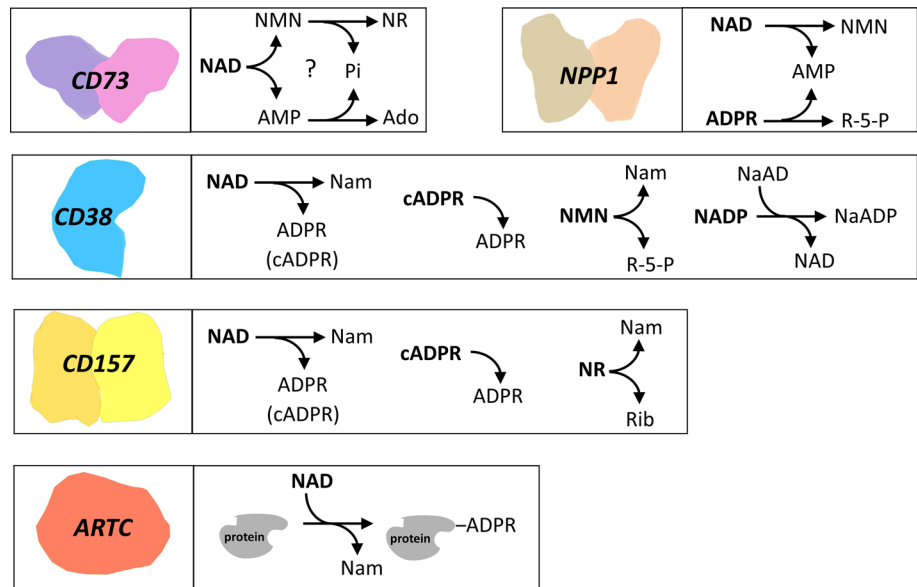 CD73
NMN
NR
NAD
?
Pi
AMP
Ado
NPP1
NAD
NMN
AMP
ADPR
R-5-P
CD38
NAD
Nam
ADPR
(cADPR)
cADPR
ADPR
Nam
NMN
R-5-P
NaAD
NADP
NaADP
NAD
CD157
NAD
Nam
ADPR
(cADPR)
cADPR
ADPR
Nam
NR
Rib
ARTC
NAD
protein
protein
–ADPR
Nam